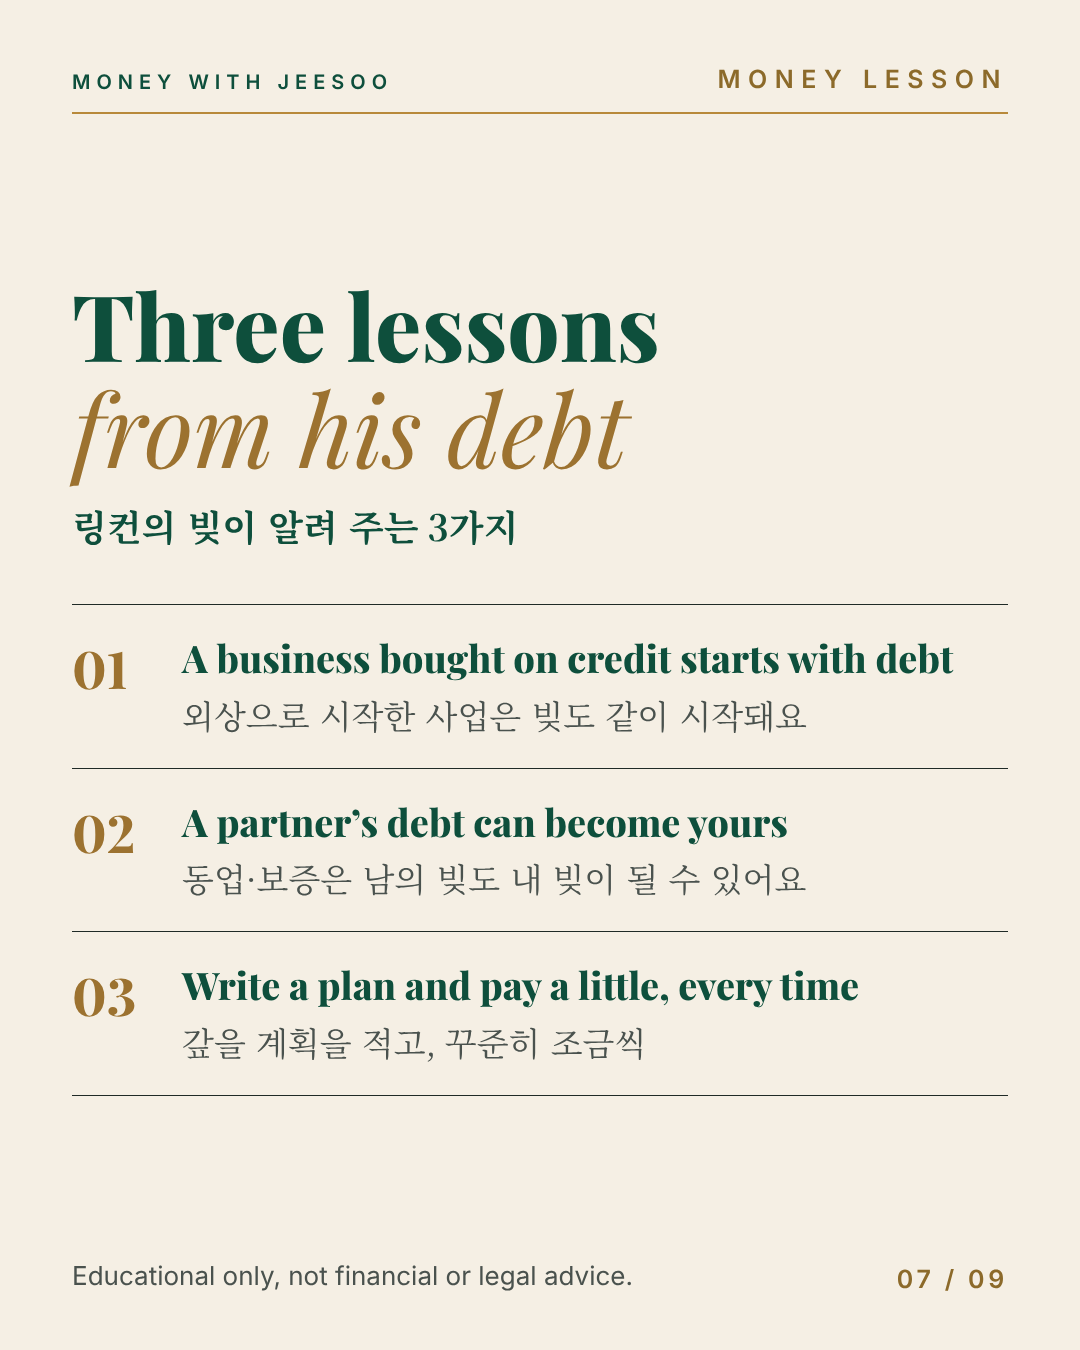 MONEY WITH JEESOO
MONEY LESSON
Three lessons
from his debt
링컨의 빚이 알려 주는 3가지
01
A business bought on credit starts with debt
외상으로 시작한 사업은 빚도 같이 시작돼요
02
A partner’s debt can become yours
동업·보증은 남의 빚도 내 빚이 될 수 있어요
03
Write a plan and pay a little, every time
갚을 계획을 적고, 꾸준히 조금씩
Educational only, not financial or legal advice.
07 / 09